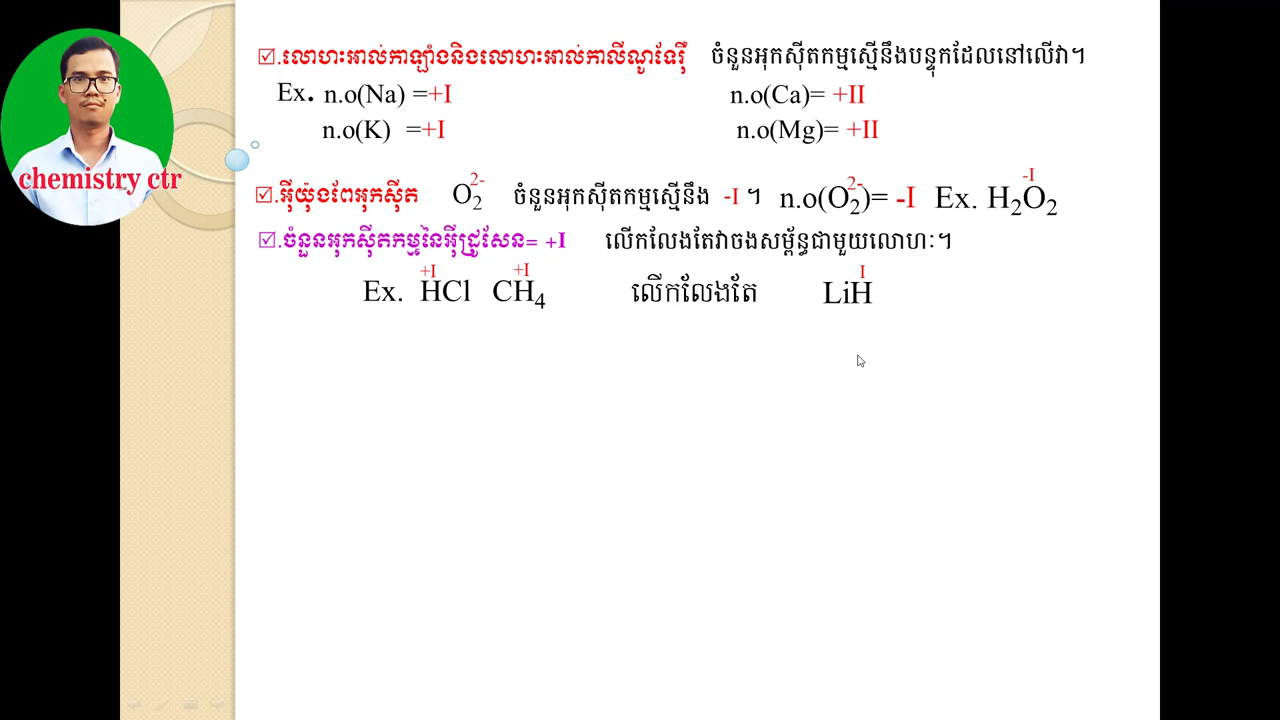 chemistry ctr
☑.លោហៈអាល់កាឡាំងនិងលោហៈអាល់កាលីណូទែរ៉ឺ ចំនួនអុកស៊ីតកម្មស្មើនឹងបន្ទុកដែលនៅលើវា។
Ex. n.o(Na) =+I n.o(Ca)= +II
n.o(K) =+I n.o(Mg)= +II
☑.អ៊ីយ៉ុងពែអុកស៊ីត O₂²⁻ ចំនួនអុកស៊ីតកម្មស្មើនឹង -I ។ n.o(O₂²⁻)= -I Ex. H₂O₂ -I
☑.ចំនួនអុកស៊ីតកម្មនៃអ៊ីដ្រូសែន= +I លើកលែងតែវាចងសម្ព័ន្ធជាមួយលោហៈ។
+I +I I
Ex. HCl CH₄ លើកលែងតែ LiH